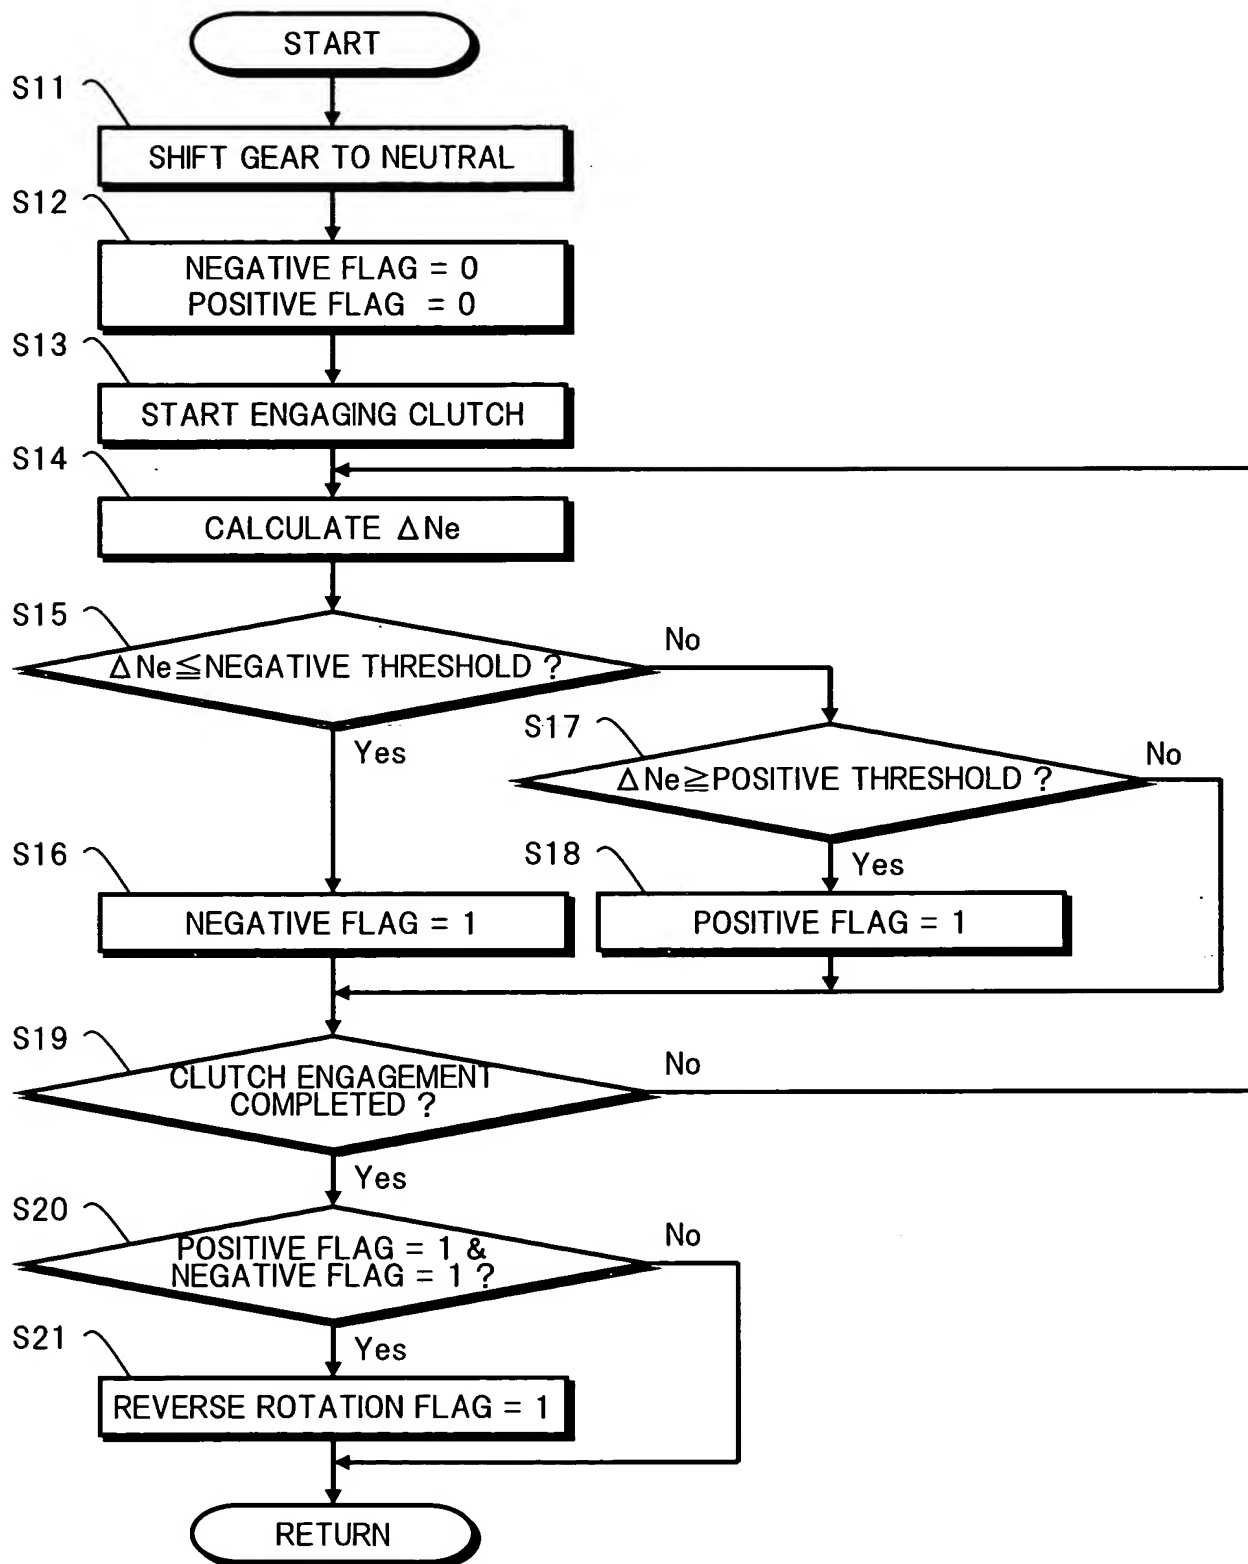 START
S11
SHIFT GEAR TO NEUTRAL
S12
NEGATIVE FLAG = 0
POSITIVE FLAG = 0
S13
START ENGAGING CLUTCH
S14
CALCULATE ΔNe
S15
ΔNe≦NEGATIVE THRESHOLD ?
No
Yes
S17
ΔNe≧POSITIVE THRESHOLD ?
No
Yes
S16
NEGATIVE FLAG = 1
S18
POSITIVE FLAG = 1
S19
CLUTCH ENGAGEMENT
COMPLETED ?
No
Yes
S20
POSITIVE FLAG = 1 &
NEGATIVE FLAG = 1 ?
No
Yes
S21
REVERSE ROTATION FLAG = 1
RETURN